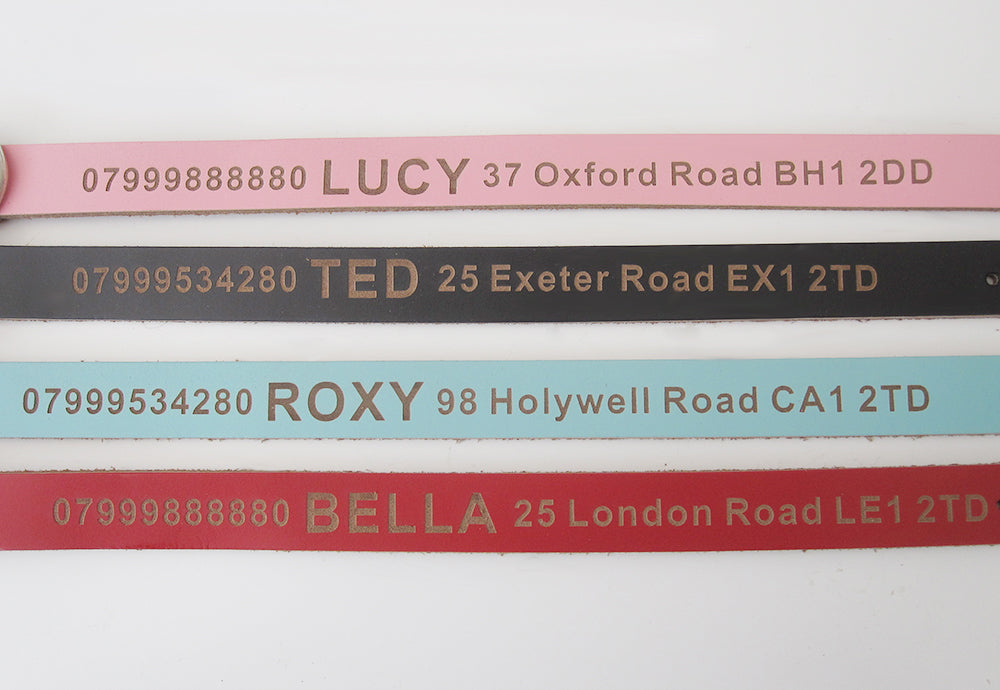 07999888880 LUCY 37 Oxford Road BH1 2DD
07999534280 TED 25 Exeter Road EX1 2TD
07999534280 ROXY 98 Holywell Road CA1 2TD
07999888880 BELLA 25 London Road LE1 2TD